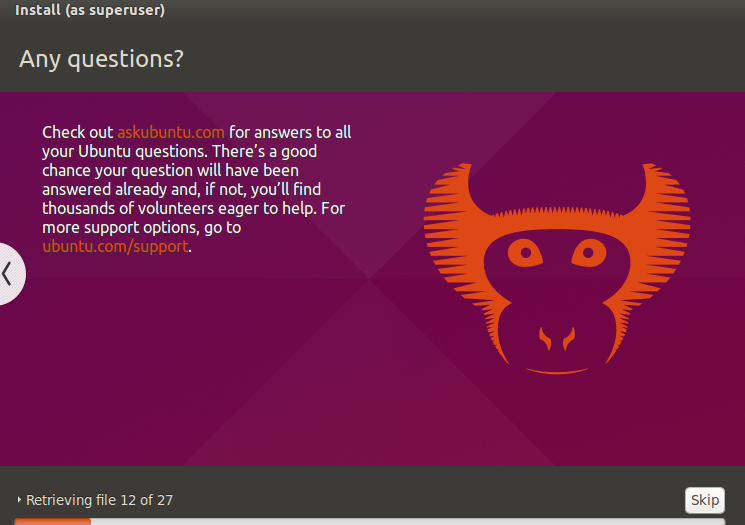 Install (as superuser)
Any questions?
Check out askubuntu.com for answers to all
your Ubuntu questions. There’s a good
chance your question will have been
answered already and, if not, you’ll find
thousands of volunteers eager to help. For
more support options, go to
ubuntu.com/support.
Retrieving file 12 of 27
Skip